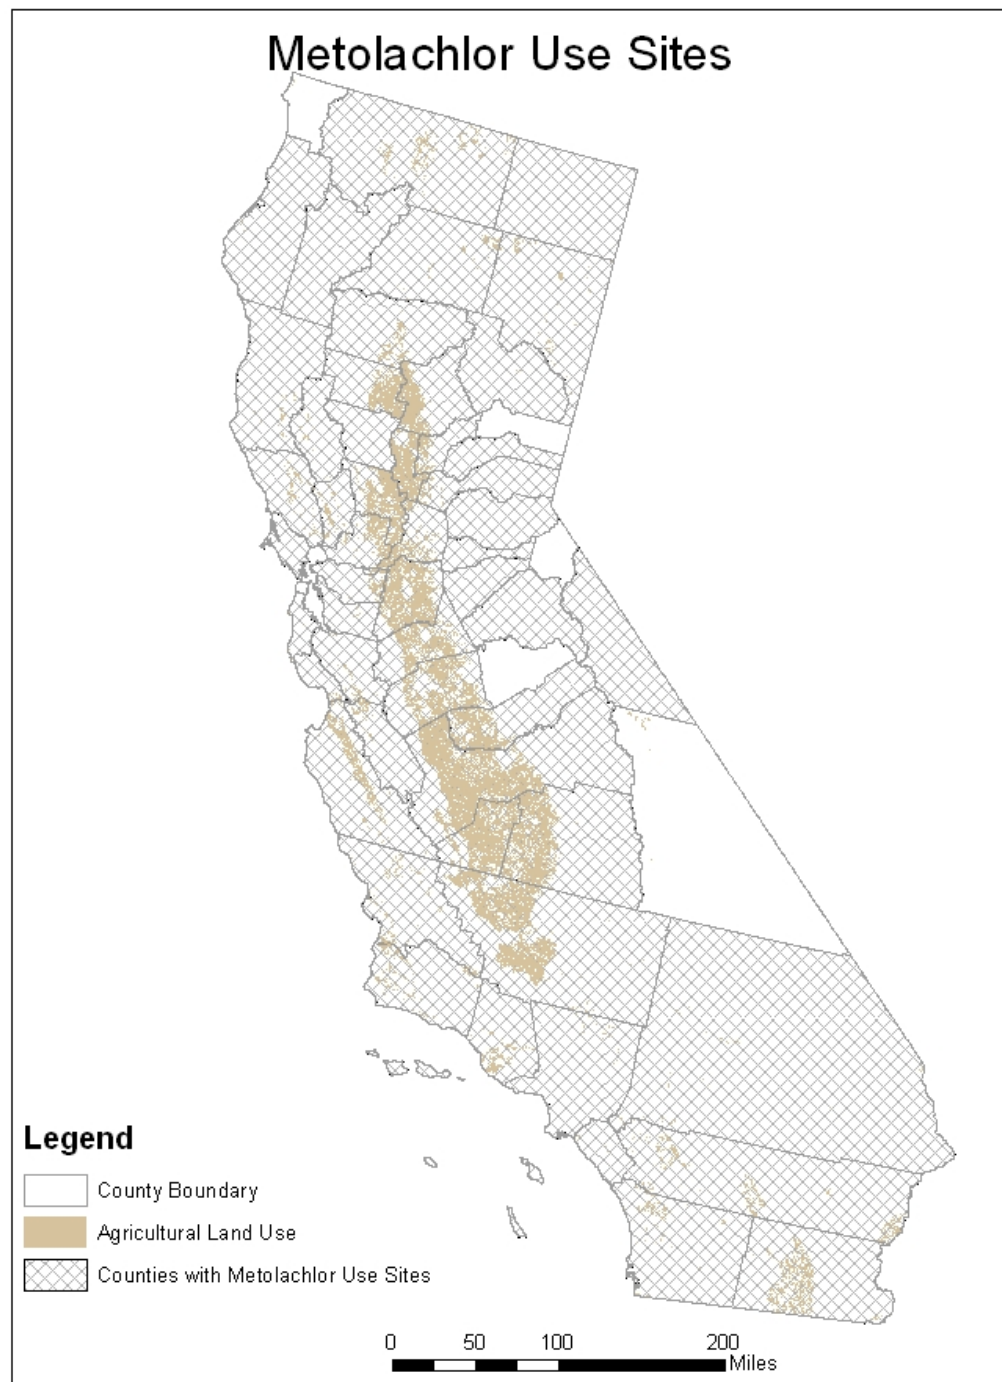 Metolachlor Use Sites
Legend
County Boundary
Agricultural Land Use
Counties with Metolachlor Use Sites
0 50 100 200
Miles